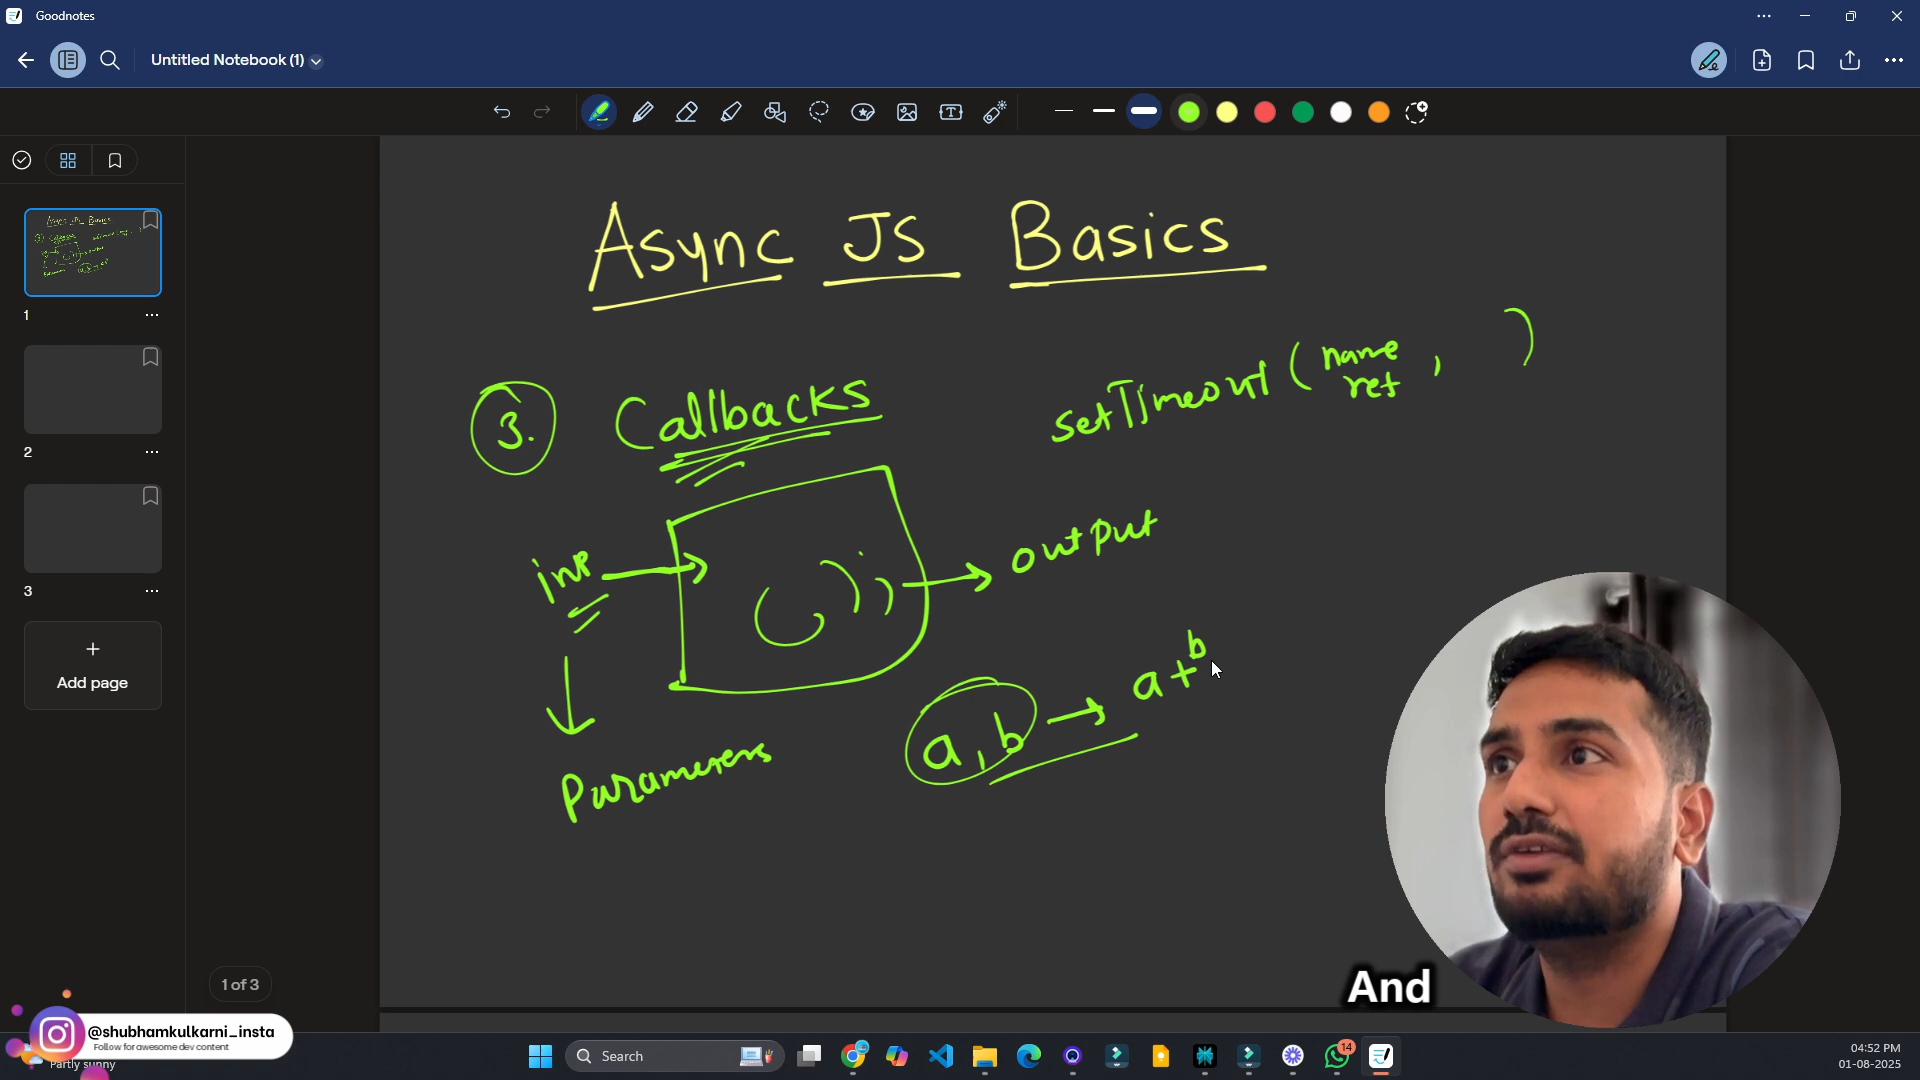 Goodnotes
Untitled Notebook (1)
Async JS Basics
1
2
3
Add page
3. Callbacks
setTimeout ( name , )
ref
inp
output
Parameters
a, b → a + b
1 of 3
And
@shubhamkulkarni_insta
Follow for awesome dev content
Partly sunny
Search
14
04:52 PM
01-08-2025